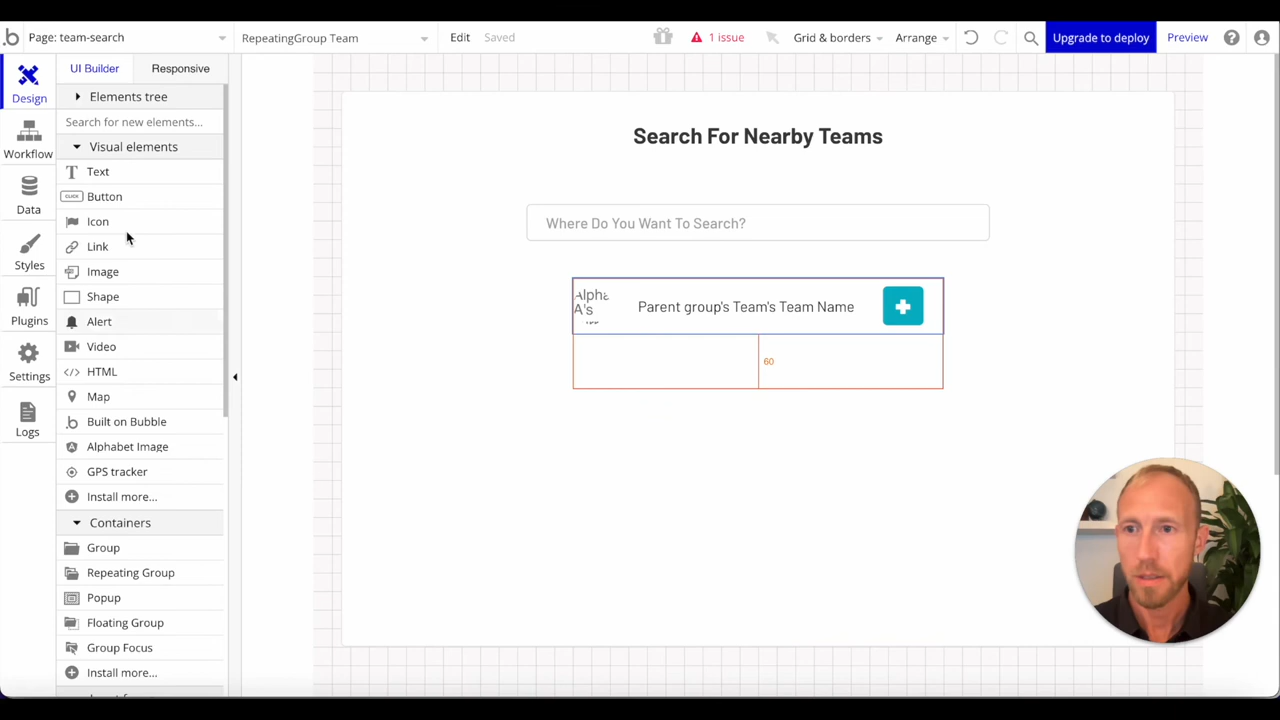 Page: team-search
RepeatingGroup Team
Edit
Saved
1 issue
Grid & borders
Arrange
Upgrade to deploy
Preview
UI Builder
Responsive
Design
Workflow
Data
Styles
Plugins
Settings
Logs
Elements tree
Search for new elements...
Visual elements
Text
CLICK
Button
Icon
Link
Image
Shape
Alert
Video
HTML
Map
Built on Bubble
Alphabet Image
GPS tracker
Install more...
Containers
Group
Repeating Group
Popup
Floating Group
Group Focus
Install more...
Search For Nearby Teams
Where Do You Want To Search?
Alpha
A's
Parent group's Team's Team Name
60